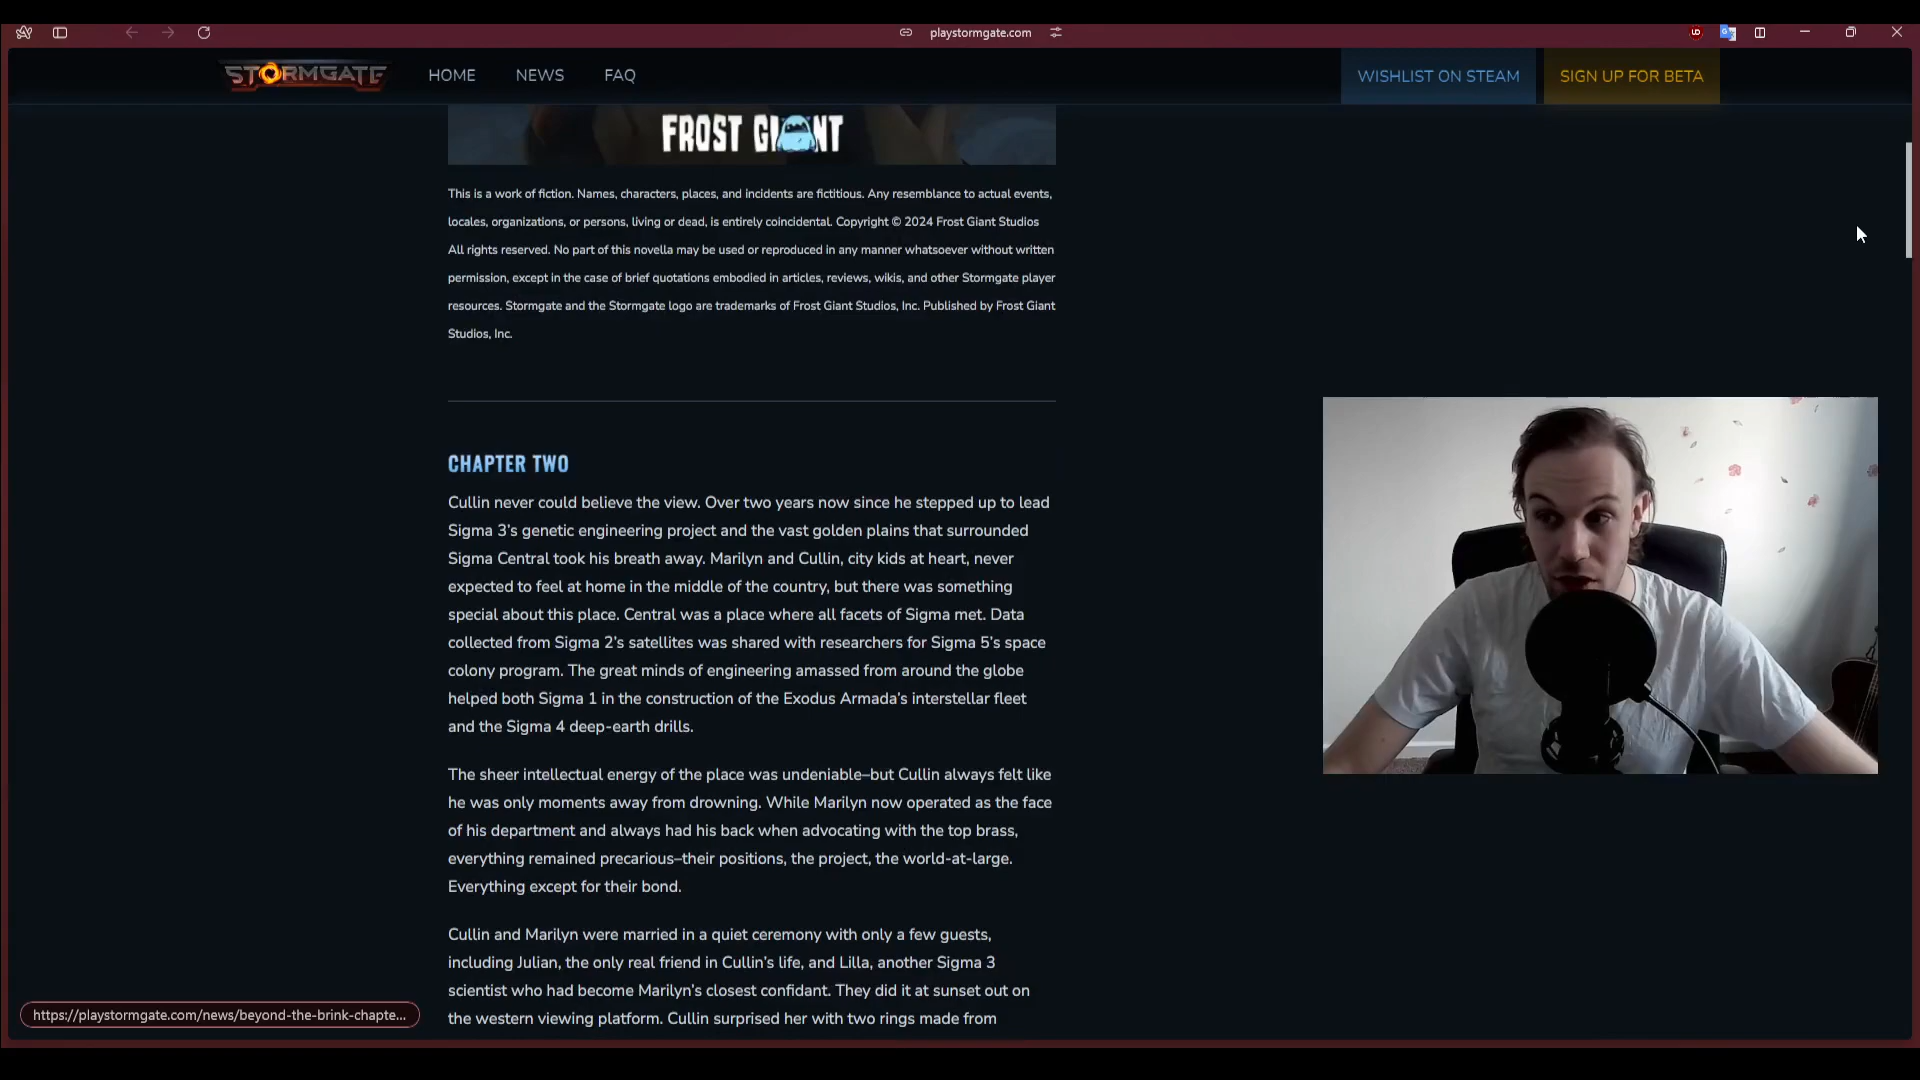 playstormgate.com
STORMGATE
HOME
NEWS
FAQ
WISHLIST ON STEAM
SIGN UP FOR BETA
FROST GIANT
This is a work of fiction. Names, characters, places, and incidents are fictitious. Any resemblance to actual events,
locales, organizations, or persons, living or dead, is entirely coincidental. Copyright © 2024 Frost Giant Studios
All rights reserved. No part of this novella may be used or reproduced in any manner whatsoever without written
permission, except in the case of brief quotations embodied in articles, reviews, wikis, and other Stormgate player
resources. Stormgate and the Stormgate logo are trademarks of Frost Giant Studios, Inc. Published by Frost Giant
Studios, Inc.
CHAPTER TWO
Cullin never could believe the view. Over two years now since he stepped up to lead
Sigma 3’s genetic engineering project and the vast golden plains that surrounded
Sigma Central took his breath away. Marilyn and Cullin, city kids at heart, never
expected to feel at home in the middle of the country, but there was something
special about this place. Central was a place where all facets of Sigma met. Data
collected from Sigma 2’s satellites was shared with researchers for Sigma 5’s space
colony program. The great minds of engineering amassed from around the globe
helped both Sigma 1 in the construction of the Exodus Armada’s interstellar fleet
and the Sigma 4 deep-earth drills.
The sheer intellectual energy of the place was undeniable–but Cullin always felt like
he was only moments away from drowning. While Marilyn now operated as the face
of his department and always had his back when advocating with the top brass,
everything remained precarious–their positions, the project, the world-at-large.
Everything except for their bond.
Cullin and Marilyn were married in a quiet ceremony with only a few guests,
including Julian, the only real friend in Cullin’s life, and Lilla, another Sigma 3
scientist who had become Marilyn’s closest confidant. They did it at sunset out on
the western viewing platform. Cullin surprised her with two rings made from
https://playstormgate.com/news/beyond-the-brink-chapte...